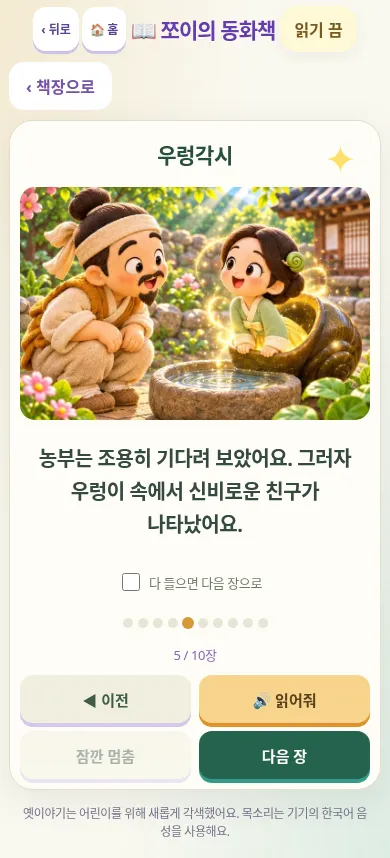 ‹ 뒤로 🏠 홈 📖 쪼이의 동화책 읽기 끝
‹ 책장으로
우렁각시
농부는 조용히 기다려 보았어요. 그러자
우렁이 속에서 신비로운 친구가
나타났어요.
다 들으면 다음 장으로
5 / 10장
◀ 이전 🔊 읽어줘
잠깐 멈춤 다음 장
옛이야기는 어린이를 위해 새롭게 각색했어요. 목소리는 기기의 한국어 음
성을 사용해요.